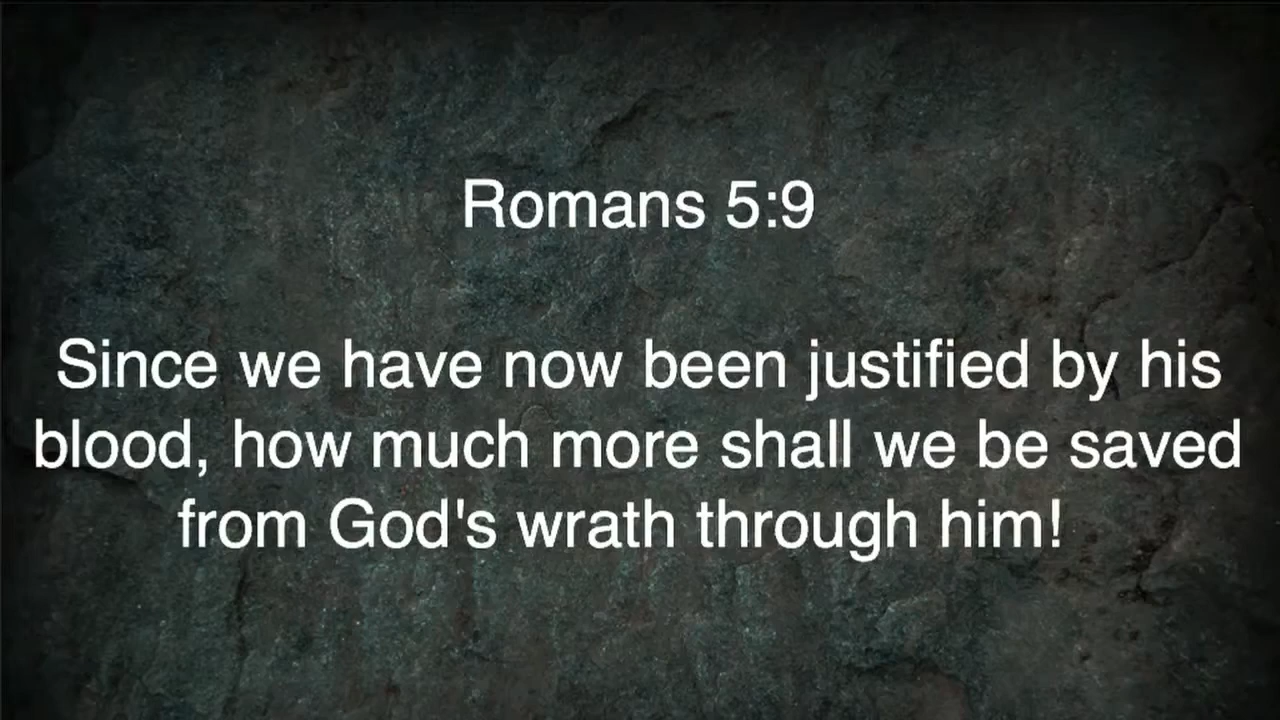 Romans 5:9
Since we have now been justified by his
blood, how much more shall we be saved
from God's wrath through him!